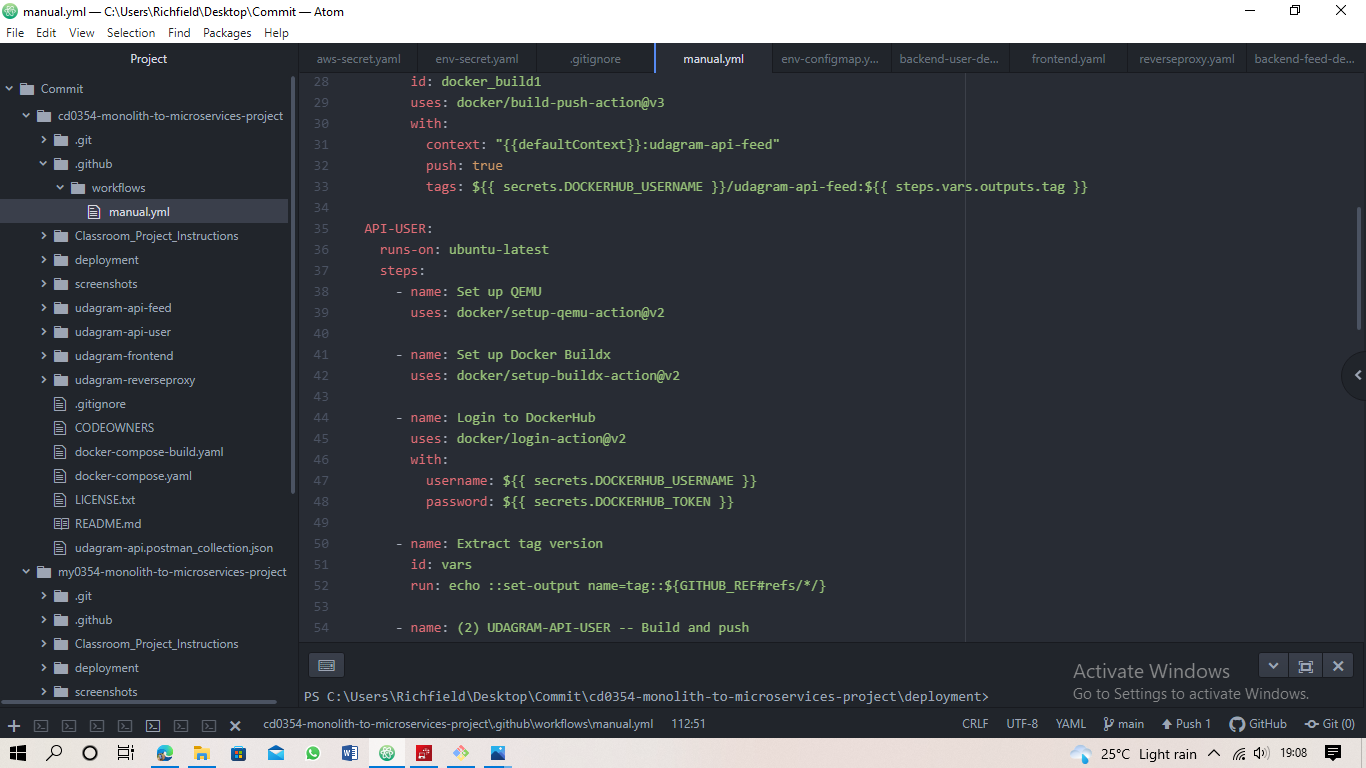 manual.yml — C:\Users\Richfield\Desktop\Commit — Atom
File Edit View Selection Find Packages Help
Project
Commit
cd0354-monolith-to-microservices-project
.git
.github
workflows
manual.yml
Classroom_Project_Instructions
deployment
screenshots
udagram-api-feed
udagram-api-user
udagram-frontend
udagram-reverseproxy
.gitignore
CODEOWNERS
docker-compose-build.yaml
docker-compose.yaml
LICENSE.txt
README.md
udagram-api.postman_collection.json
my0354-monolith-to-microservices-project
.git
.github
Classroom_Project_Instructions
deployment
screenshots
aws-secret.yaml env-secret.yaml .gitignore manual.yml env-configmap.y... backend-user-de... frontend.yaml reverseproxy.yaml backend-feed-de...
28 id: docker_build1
29 uses: docker/build-push-action@v3
30 with:
31 context: "{{defaultContext}}:udagram-api-feed"
32 push: true
33 tags: ${{ secrets.DOCKERHUB_USERNAME }}/udagram-api-feed:${{ steps.vars.outputs.tag }}
34
35 API-USER:
36 runs-on: ubuntu-latest
37 steps:
38 - name: Set up QEMU
39 uses: docker/setup-qemu-action@v2
40
41 - name: Set up Docker Buildx
42 uses: docker/setup-buildx-action@v2
43
44 - name: Login to DockerHub
45 uses: docker/login-action@v2
46 with:
47 username: ${{ secrets.DOCKERHUB_USERNAME }}
48 password: ${{ secrets.DOCKERHUB_TOKEN }}
49
50 - name: Extract tag version
51 id: vars
52 run: echo ::set-output name=tag::${GITHUB_REF#refs/*/}
53
54 - name: (2) UDAGRAM-API-USER -- Build and push
Activate Windows
Go to Settings to activate Windows.
PS C:\Users\Richfield\Desktop\Commit\cd0354-monolith-to-microservices-project\deployment>
cd0354-monolith-to-microservices-project\.github\workflows\manual.yml 112:51 CRLF UTF-8 YAML main Push 1 GitHub Git (0)
25°C Light rain 19:08